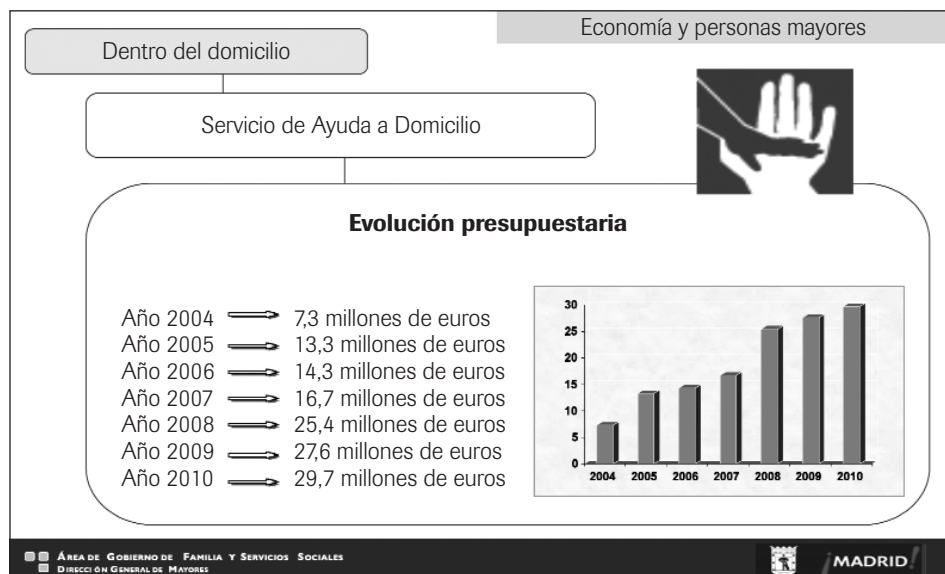 Economía y personas mayores
Dentro del domicilio
Servicio de Ayuda a Domicilio
Evolución presupuestaria
Año 2004 7,3 millones de euros
Año 2005 13,3 millones de euros
Año 2006 14,3 millones de euros
Año 2007 16,7 millones de euros
Año 2008 25,4 millones de euros
Año 2009 27,6 millones de euros
Año 2010 29,7 millones de euros
30
25
20
15
10
5
0
2004 2005 2006 2007 2008 2009 2010
ÁREA DE GOBIERNO DE FAMILIA Y SERVICIOS SOCIALES
DIRECCIÓN GENERAL DE MAYORES
¡MADRID!